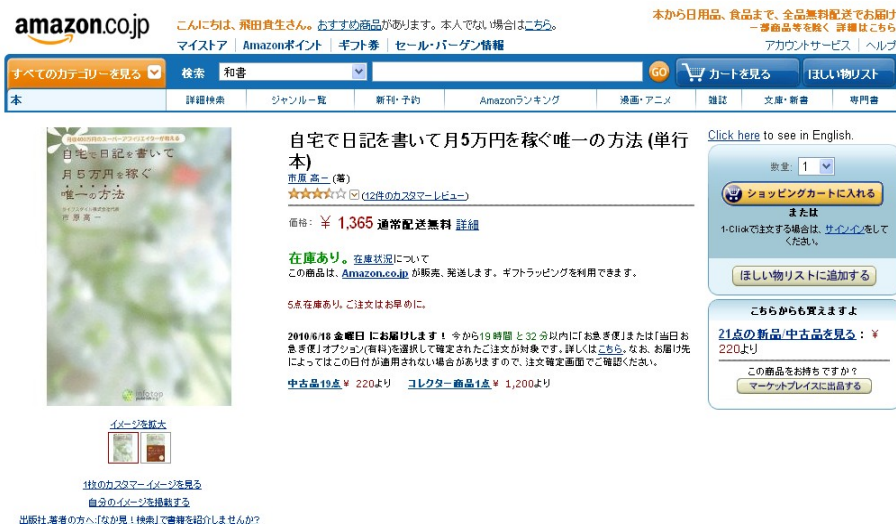 amazon.co.jp
こんにちは、飛田貴生さん。おすすめ商品があります。本人でない場合はこちら。
本から日用品、食品まで、全品無料配送でお届け
一部商品等を除く 詳細はこちら
マイストア | Amazonポイント | ギフト券 | セール・バーゲン情報
アカウントサービス | ヘルプ
すべてのカテゴリーを見る 検索 和書 GO カートを見る ほしい物リスト
本 詳細検索 ジャンル一覧 新刊・予約 Amazonランキング 漫画・アニメ 雑誌 文庫・新書 専門書
自宅で日記を書いて
月5万円を稼ぐ
唯一の方法
市原高一
infotop
イメージを拡大
1枚のカスタマーイメージを見る
自分のイメージを掲載する
出版社、著者の方へ:「なか見!検索」で書籍を紹介しませんか?
自宅で日記を書いて月5万円を稼ぐ唯一の方法 (単行
本)
市原 高一 (著)
(12件のカスタマーレビュー)
価格: ¥ 1,365 通常配送無料 詳細
在庫あり。 在庫状況について
この商品は、Amazon.co.jp が販売、発送します。 ギフトラッピングを利用できます。
5点在庫あり。ご注文はお早めに。
2010/6/18 金曜日 にお届けします! 今から19 時間 と 32 分以内に「お急ぎ便」または「当日お
急ぎ便」オプション(有料)を選択して確定されたご注文が対象です。詳しくはこちら。なお、お届け先
によってはこの日付が適用されない場合がありますので、注文確定画面でご確認ください。
中古品19点¥ 220より コレクター商品1点¥ 1,200より
Click here to see in English.
数量: 1
ショッピングカートに入れる
または
1-Clickで注文する場合は、サインインをして
ください。
ほしい物リストに追加する
こちらからも買えますよ
21点の新品/中古品を見る : ¥
220より
この商品をお持ちですか?
マーケットプレイスに出品する